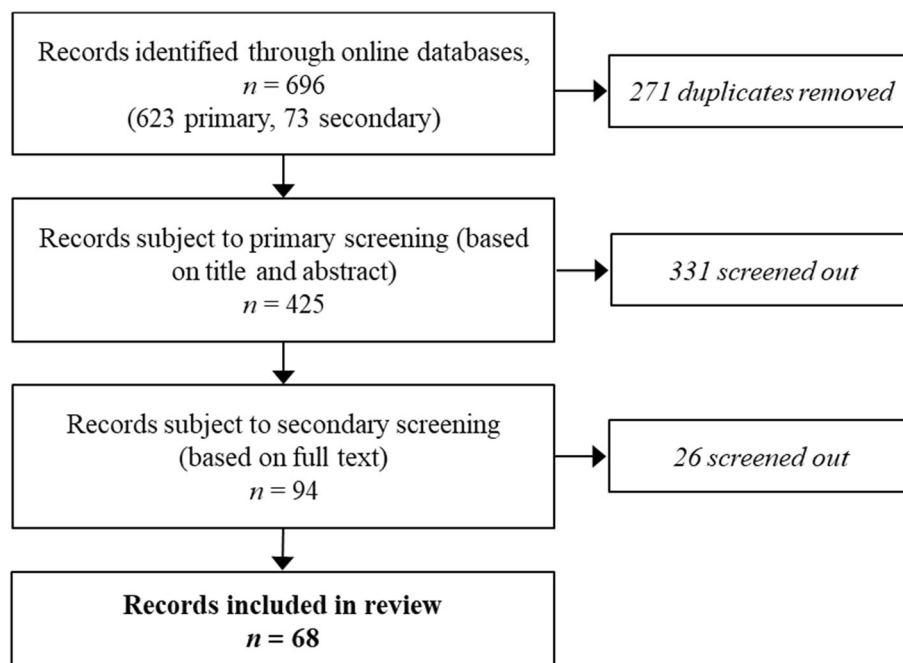 Records identified through online databases,
n = 696
(623 primary, 73 secondary)
271 duplicates removed
Records subject to primary screening (based
on title and abstract)
n = 425
331 screened out
Records subject to secondary screening
(based on full text)
n = 94
26 screened out
Records included in review
n = 68